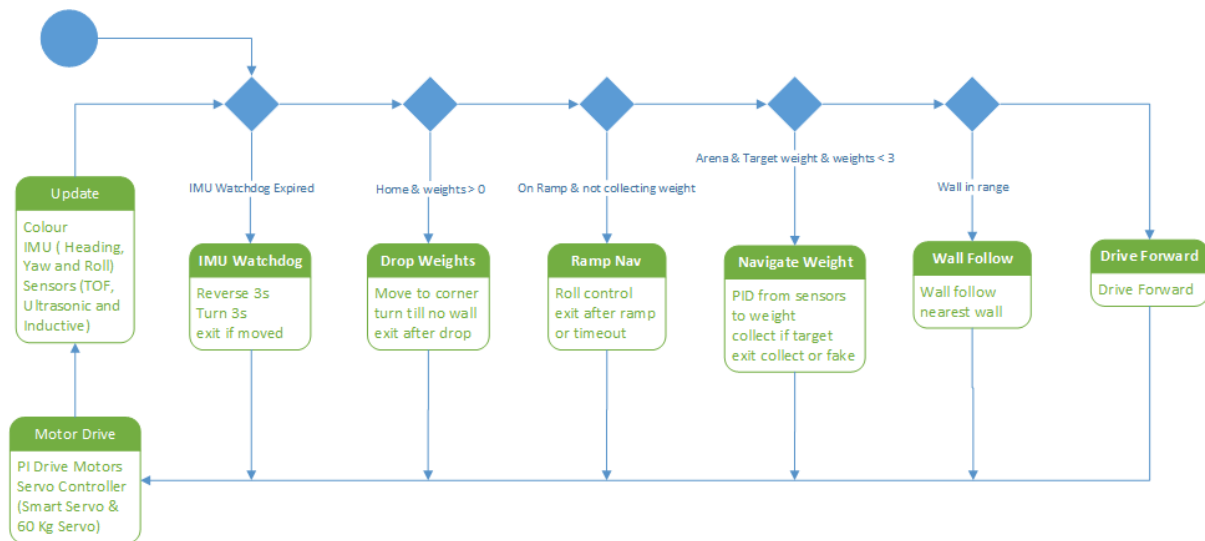 Arena & Target weight & weights < 3
IMU Watchdog Expired
Home & weights > 0
On Ramp & not collecting weight
Wall in range
Update
Colour
IMU ( Heading,
Yaw and Roll)
Sensors (TOF,
Ultrasonic and
Inductive)
IMU Watchdog
Reverse 3s
Turn 3s
exit if moved
Drop Weights
Move to corner
turn till no wall
exit after drop
Ramp Nav
Roll control
exit after ramp
or timeout
Navigate Weight
PID from sensors
to weight
collect if target
exit collect or fake
Wall Follow
Wall follow
nearest wall
Drive Forward
Drive Forward
Motor Drive
PI Drive Motors
Servo Controller
(Smart Servo &
60 Kg Servo)